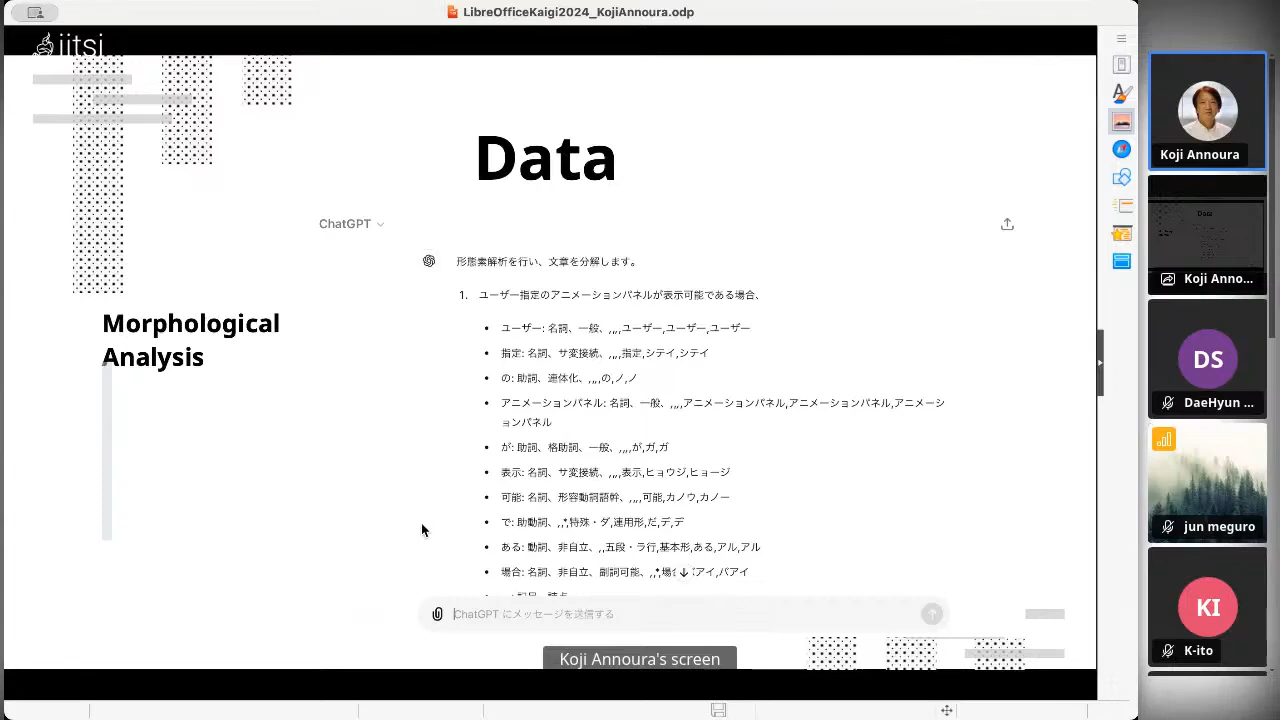 LibreOfficeKaigi2024_KojiAnnoura.odp
iitsi
Data
ChatGPT
形態素解析を行い、文章を分解します。
Morphological
Analysis
1. ユーザー指定のアニメーションパネルが表示可能である場合、
• ユーザー: 名詞、一般、,,,,ユーザー,ユーザー,ユーザー
• 指定: 名詞、サ変接続、,,,,指定,シテイ,シテイ
• の: 助詞、連体化、,,,,の,ノ,ノ
• アニメーションパネル: 名詞、一般、,,,,アニメーションパネル,アニメーションパネル,アニメーシ
ョンパネル
• が: 助詞、格助詞、一般、,,,,が,ガ,ガ
• 表示: 名詞、サ変接続、,,,,表示,ヒョウジ,ヒョージ
• 可能: 名詞、形容動詞語幹、,,,,可能,カノウ,カノー
• で: 助動詞、,,*,特殊・ダ,連用形,だ,デ,デ
• ある: 動詞、非自立、,,五段・ラ行,基本形,ある,アル,アル
• 場合: 名詞、非自立、副詞可能、,,*,場合 バアイ,バアイ
ChatGPT にメッセージを送信する
Koji Annoura's screen
Koji Annoura
Data
Koji Anno...
DS
DaeHyun ...
jun meguro
KI
K-ito